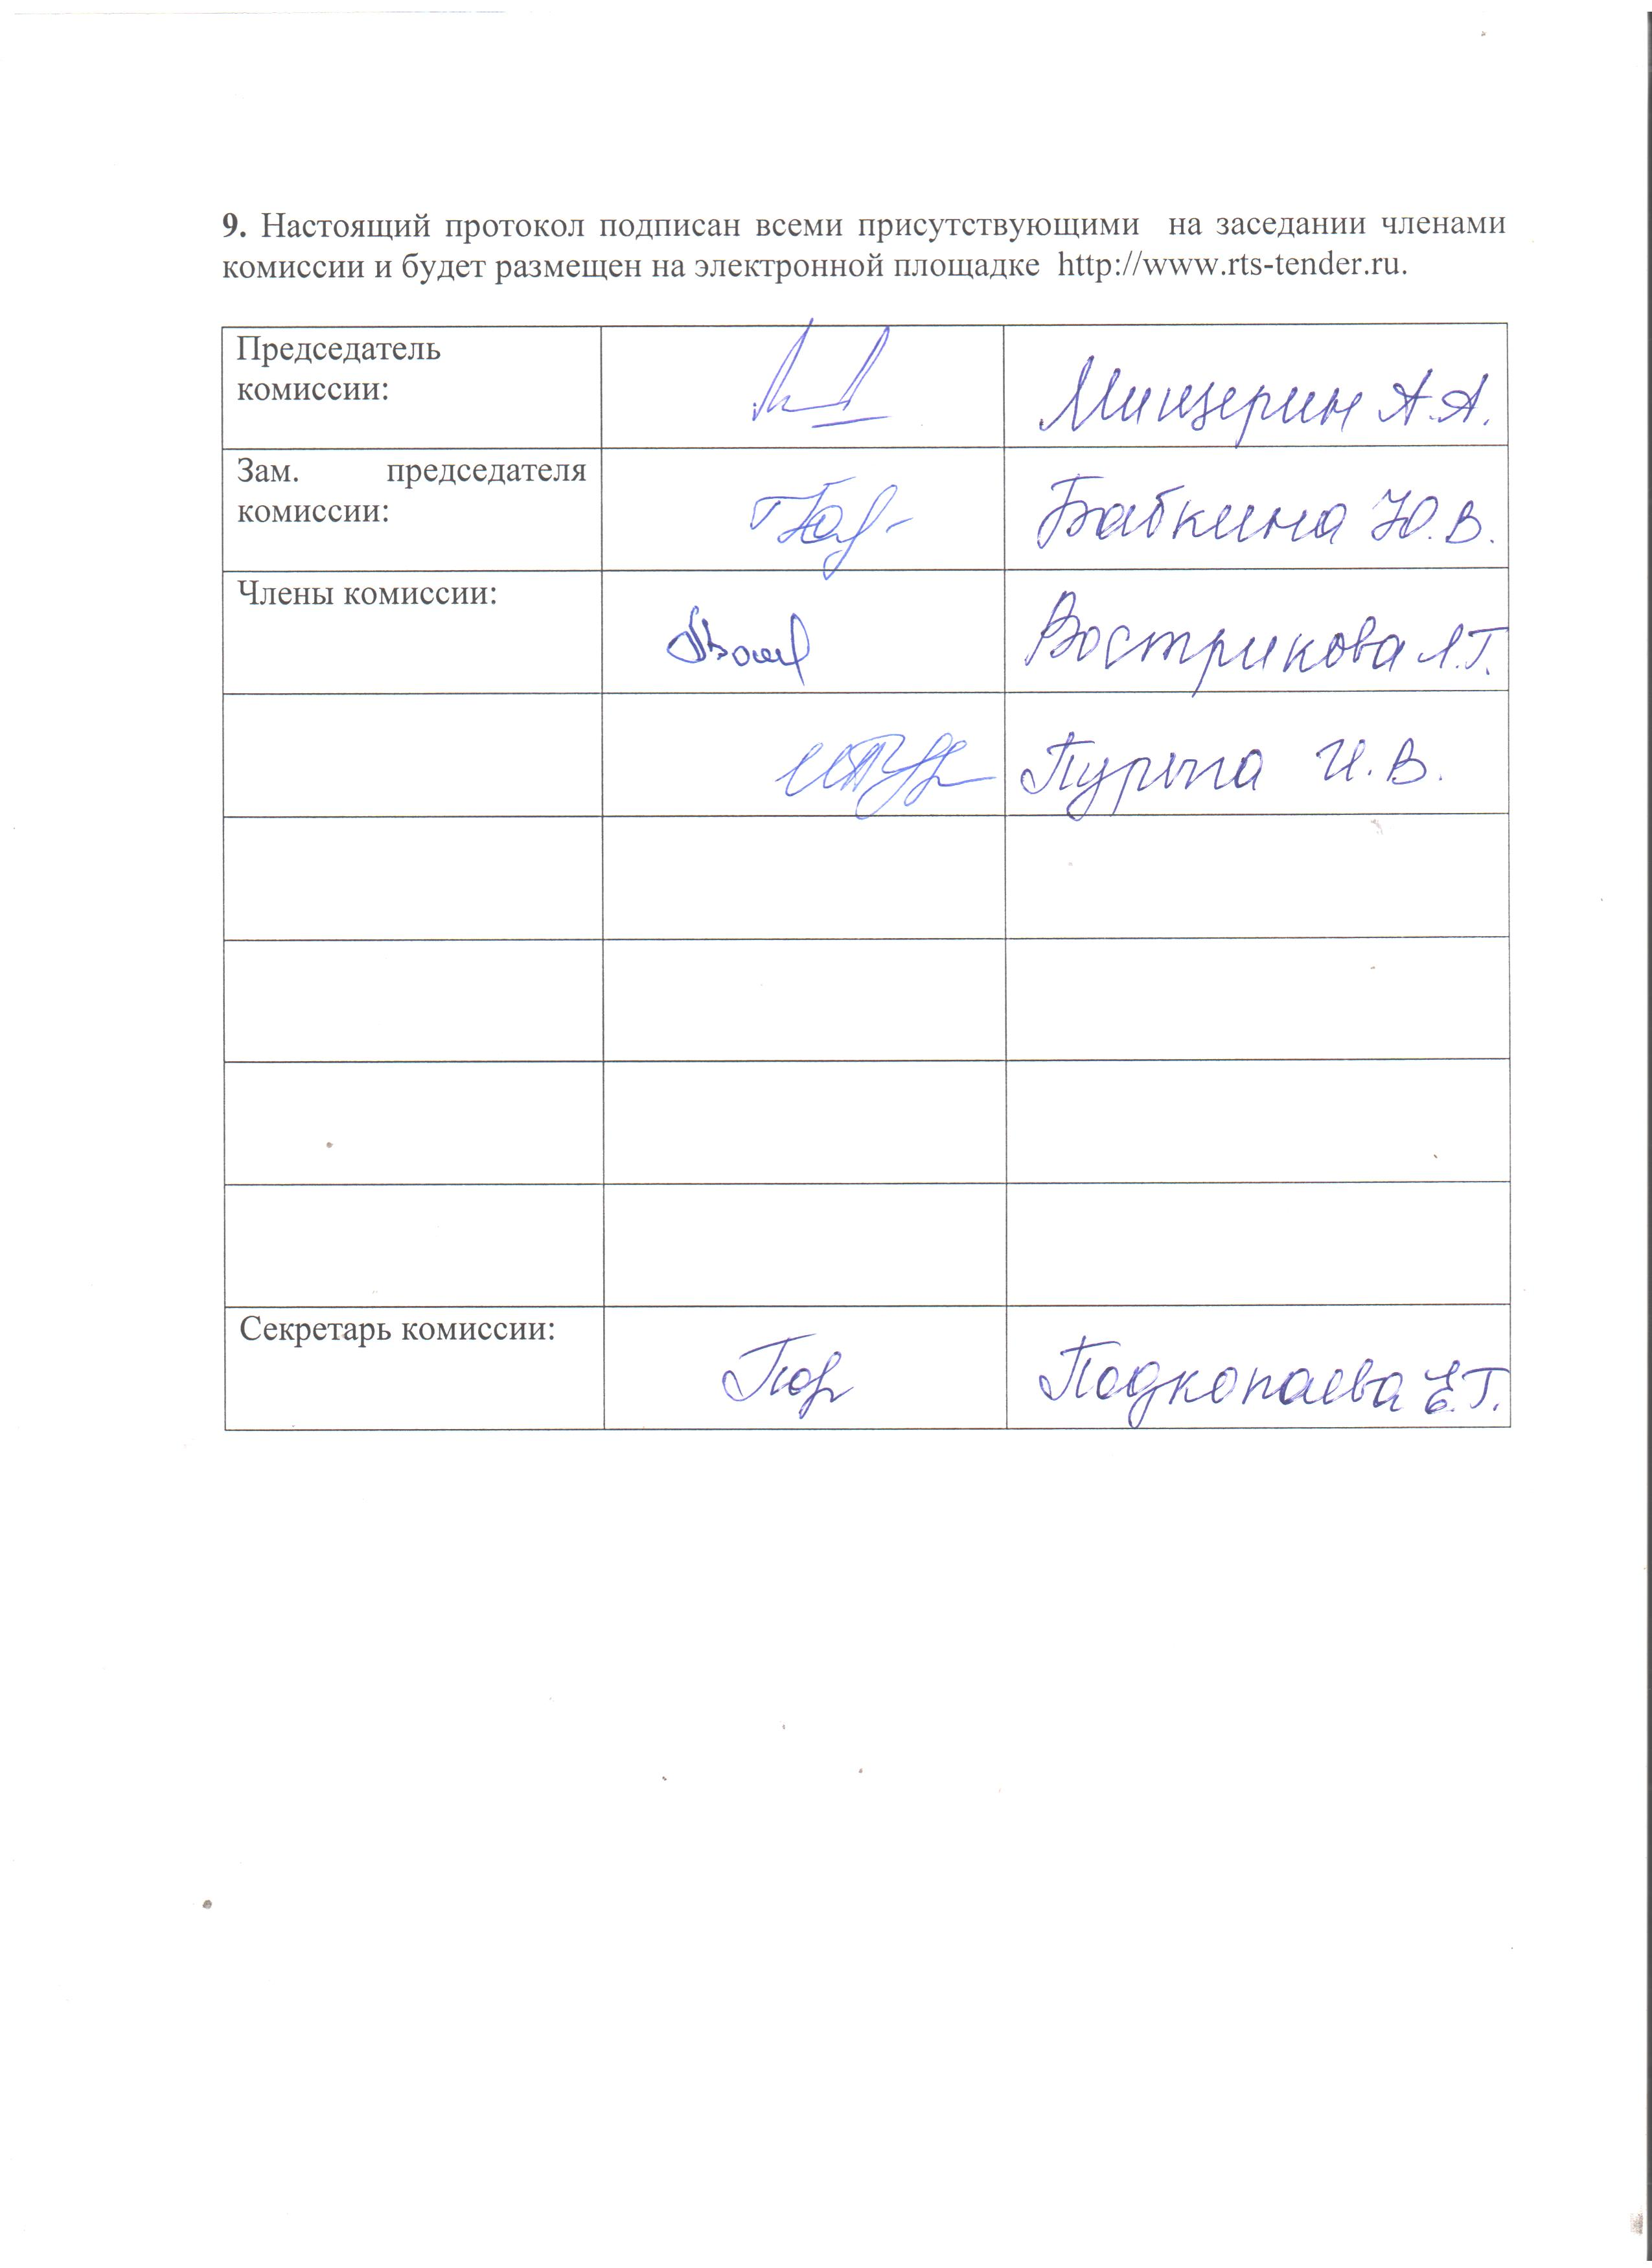 9. Настоящий протокол подписан всеми присутствующими на заседании членами
комиссии и будет размещен на электронной площадке http://www.rts-tender.ru.
Председатель
комиссии:
Минзерин А.А.
Зам. председателя
комиссии:
Бабкина Ю.В.
Члены комиссии:
Вострикова Л.Г.
И.В.
Секретарь комиссии:
Подкопаева Е.Г.